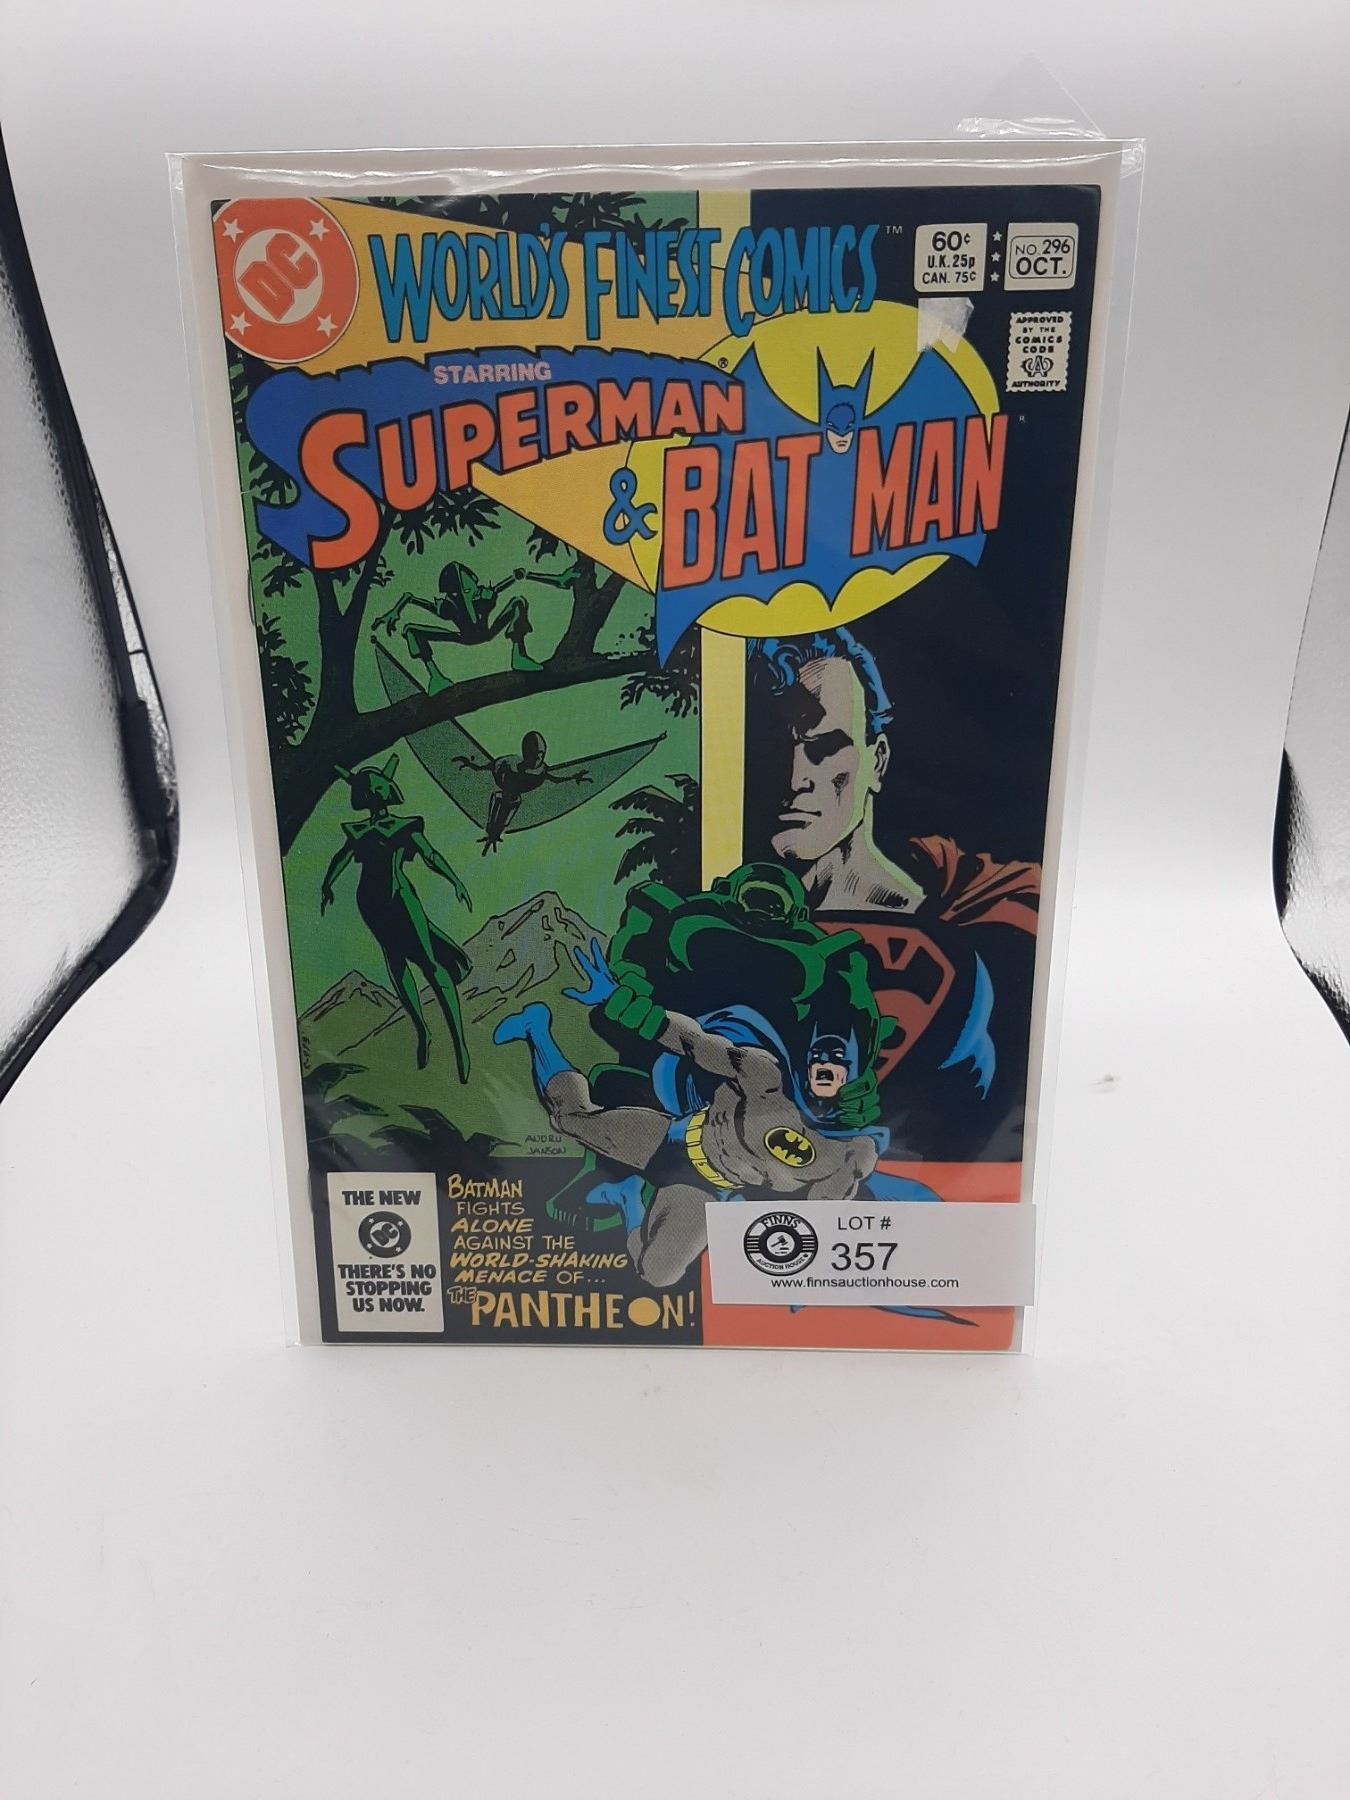 DC
WORLD'S FINEST COMICS™
60¢
U.K. 25p
CAN. 75¢
NO. 296
OCT.
APPROVED
BY THE
COMICS
CODE
AUTHORITY
STARRING
SUPERMAN®
& BATMAN
ANDRU
JANSON
THE NEW
DC
THERE'S NO
STOPPING
US NOW.
BATMAN
FIGHTS
ALONE
AGAINST THE
WORLD-SHAKING
MENACE OF...
THE PANTHEON!
FINNS
AUCTION HOUSE
LOT #
357
www.finnsauctionhouse.com